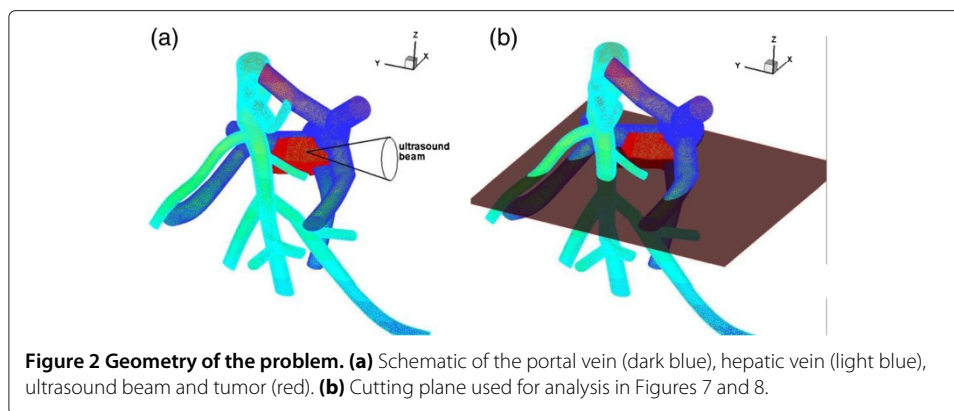 (a)
(b)
Z
Y
X
Z
Y
X
ultrasound
beam
Figure 2 Geometry of the problem. (a) Schematic of the portal vein (dark blue), hepatic vein (light blue),
ultrasound beam and tumor (red). (b) Cutting plane used for analysis in Figures 7 and 8.